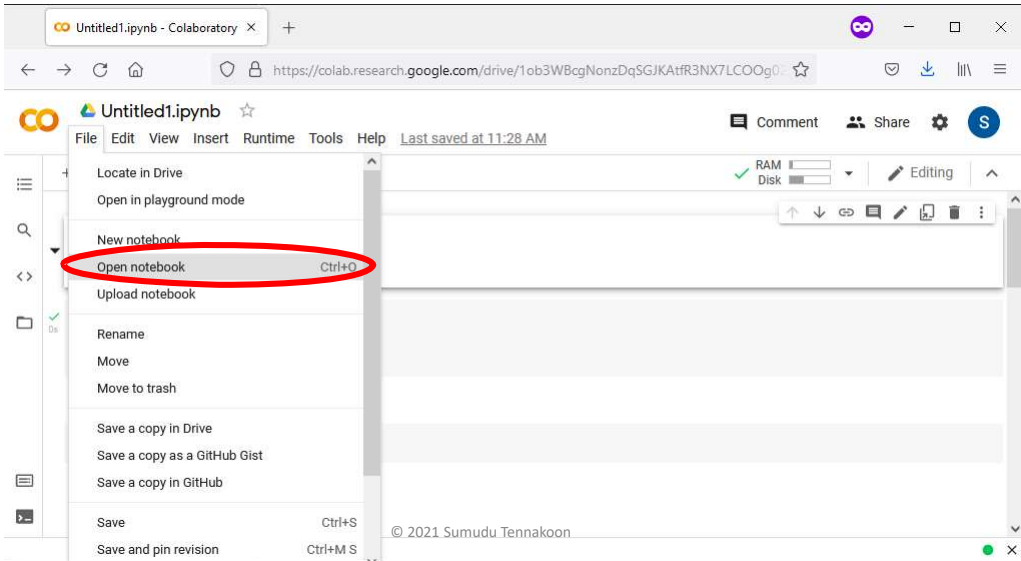 Untitled1.ipynb - Colaboratory
https://colab.research.google.com/drive/1ob3WBcgNonzDqSGJKAtfR3NX7LCOOg0
Untitled1.ipynb
Comment
Share
S
File Edit View Insert Runtime Tools Help Last saved at 11:28 AM
RAM
Disk
Editing
Locate in Drive
Open in playground mode
New notebook
Open notebook Ctrl+O
Upload notebook
0s
Rename
Move
Move to trash
Save a copy in Drive
Save a copy as a GitHub Gist
Save a copy in GitHub
Save Ctrl+S
© 2021 Sumudu Tennakoon
Save and pin revision Ctrl+M S